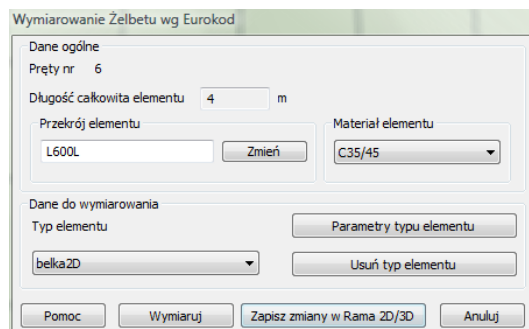 Wymiarowanie Żelbetu wg Eurokod
Dane ogólne
Pręty nr 6
Długość całkowita elementu 4 m
Przekrój elementu
L600L Zmień
Materiał elementu
C35/45
Dane do wymiarowania
Typ elementu
belka2D
Parametry typu elementu
Usuń typ elementu
Pomoc Wymiaruj Zapisz zmiany w Rama 2D/3D Anuluj